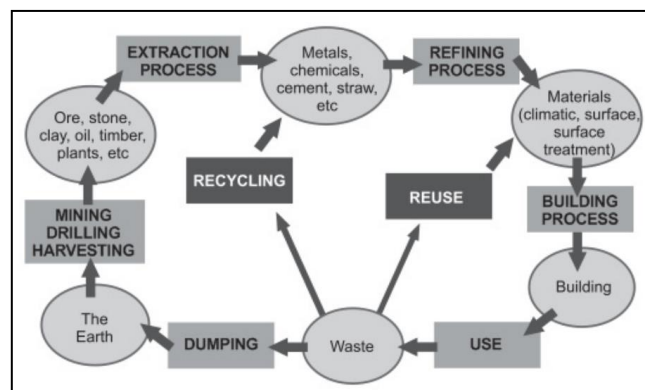 EXTRACTION
PROCESS
Metals,
chemicals,
cement, straw,
etc
REFINING
PROCESS
Ore, stone,
clay, oil, timber,
plants, etc
Materials
(climatic, surface,
surface
treatment)
RECYCLING
REUSE
MINING
DRILLING
HARVESTING
BUILDING
PROCESS
Building
The
Earth
DUMPING
Waste
USE